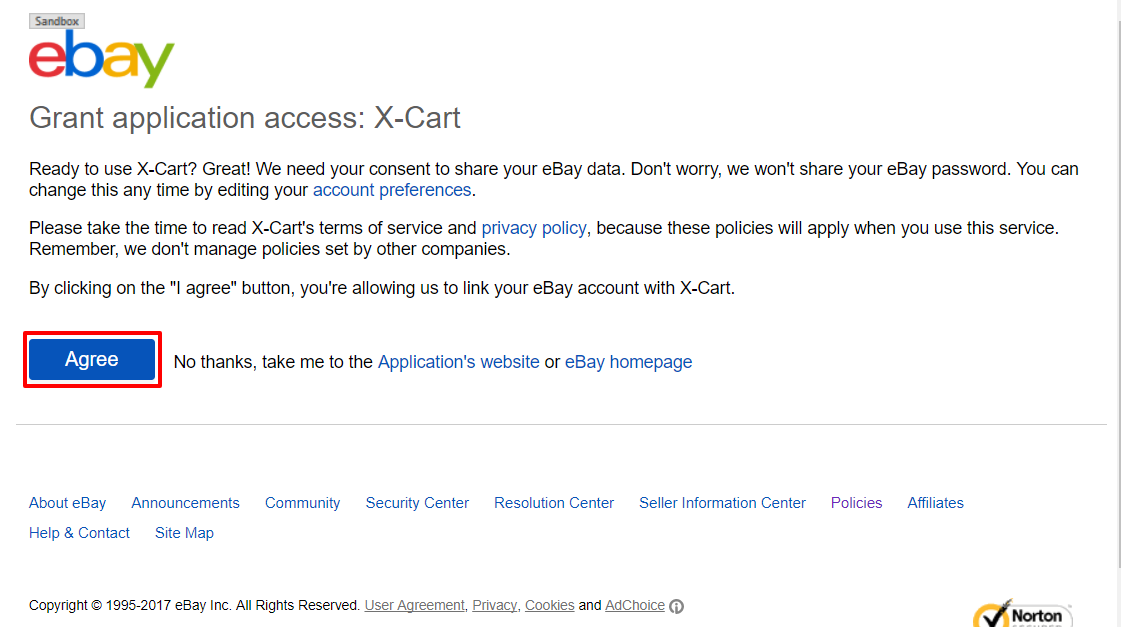 Sandbox
ebay
Grant application access: X-Cart
Ready to use X-Cart? Great! We need your consent to share your eBay data. Don't worry, we won't share your eBay password. You can
change this any time by editing your account preferences.
Please take the time to read X-Cart's terms of service and privacy policy, because these policies will apply when you use this service.
Remember, we don't manage policies set by other companies.
By clicking on the "I agree" button, you're allowing us to link your eBay account with X-Cart.
Agree No thanks, take me to the Application's website or eBay homepage
About eBay Announcements Community Security Center Resolution Center Seller Information Center Policies Affiliates
Help & Contact Site Map
Copyright © 1995-2017 eBay Inc. All Rights Reserved. User Agreement, Privacy, Cookies and AdChoice
Norton